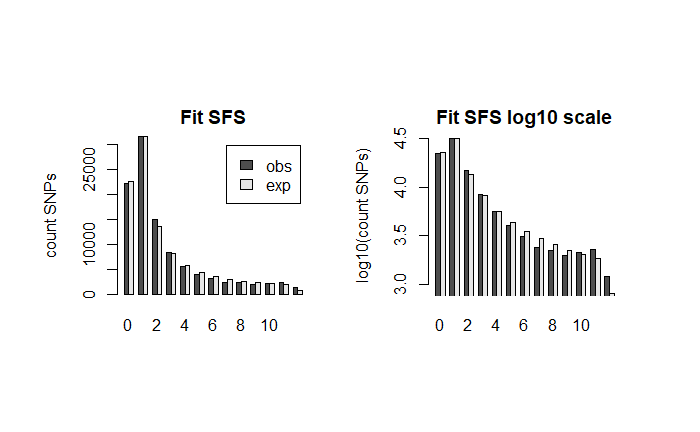 Fit SFS
count SNPs
0
10000
25000
obs
exp
0 2 4 6 8 10
Fit SFS log10 scale
log10(count SNPs)
3.0
3.5
4.0
4.5
0 2 4 6 8 10